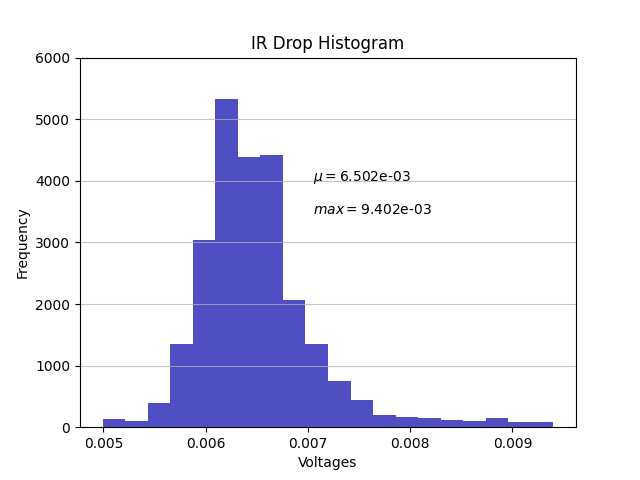 IR Drop Histogram
6000
5000
4000
3000
2000
1000
0
Frequency
μ = 6.502e-03
max = 9.402e-03
0.005 0.006 0.007 0.008 0.009
Voltages